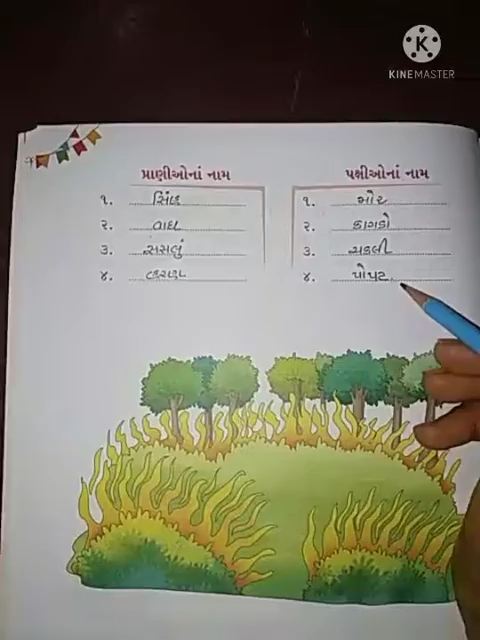 KINEMASTER
પ્રાણીઓનાં નામ
૧. સિંહ
૨. વાઘ
૩. સસલું
૪. હરણ
પક્ષીઓનાં નામ
૧. મોર
૨. કાગડો
૩. ચકલી
૪. પોપટ